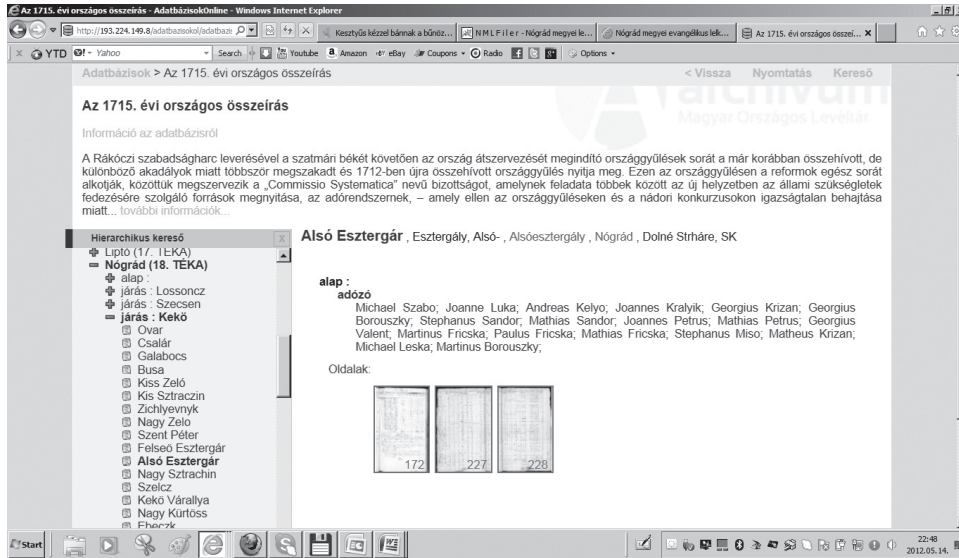 Az 1715. évi országos összeírás - AdatbázisokOnline - Windows Internet Explorer
http://193.224.149.8/adatbazisokol/adatbazi
Kesztyűs kézzel bánnak a bűnöz...
N M L F i l e r - Nógrád megyei le...
Nógrád megyei evangélikus lelk...
Az 1715. évi országos összeí... X
X YTD Yahoo Search Youtube Amazon eBay Coupons Radio Options
Adatbázisok > Az 1715. évi országos összeírás < Vissza Nyomtatás Kereső
archívum
Magyar Országos Levéltár
Az 1715. évi országos összeírás
Információ az adatbázisról
A Rákóczi szabadságharc leverésével a szatmári békét követően az ország átszervezését megindító országgyűlések sorát a már korábban összehívott, de
különböző akadályok miatt többször megszakadt és 1712-ben újra összehívott országgyűlés nyitja meg. Ezen az országgyűlésen a reformok egész sorát
alkotják, közöttük megszervezik a „Commissio Systematica" nevű bizottságot, amelynek feladata többek között az új helyzetben az állami szükségletek
fedezésére szolgáló források megnyitása, az adórendszernek, – amely ellen az országgyűléseken és a nádori konkurzusokon igazságtalan behajtása
miatt... további információk...
Hierarchikus kereső X
Liptó (17. TÉKA)
Nógrád (18. TÉKA)
alap :
járás : Lossoncz
járás : Szecsen
járás : Kekö
Ovar
Csalár
Galabocs
Busa
Kiss Zeló
Kis Sztraczin
Zichlyevnyk
Nagy Zelo
Szent Péter
Felseö Esztergár
Alsó Esztergár
Nagy Sztrachin
Szelcz
Kekö Várallya
Nagy Kürtöss
Ebeczk
Alsó Esztergár , Esztergály, Alsó- , Alsóesztergály , Nógrád , Dolné Strháre, SK
alap :
adózó
Michael Szabo; Joanne Luka; Andreas Kelyo; Joannes Kralyik; Georgius Krizan; Georgius
Borouszky; Stephanus Sandor; Mathias Sandor; Joannes Petrus; Mathias Petrus; Georgius
Valent; Martinus Fricska; Paulus Fricska; Mathias Fricska; Stephanus Miso; Matheus Krizan;
Michael Leska; Martinus Borouszky;
Oldalak:
172 227 228
Start
22:48
2012.05.14.